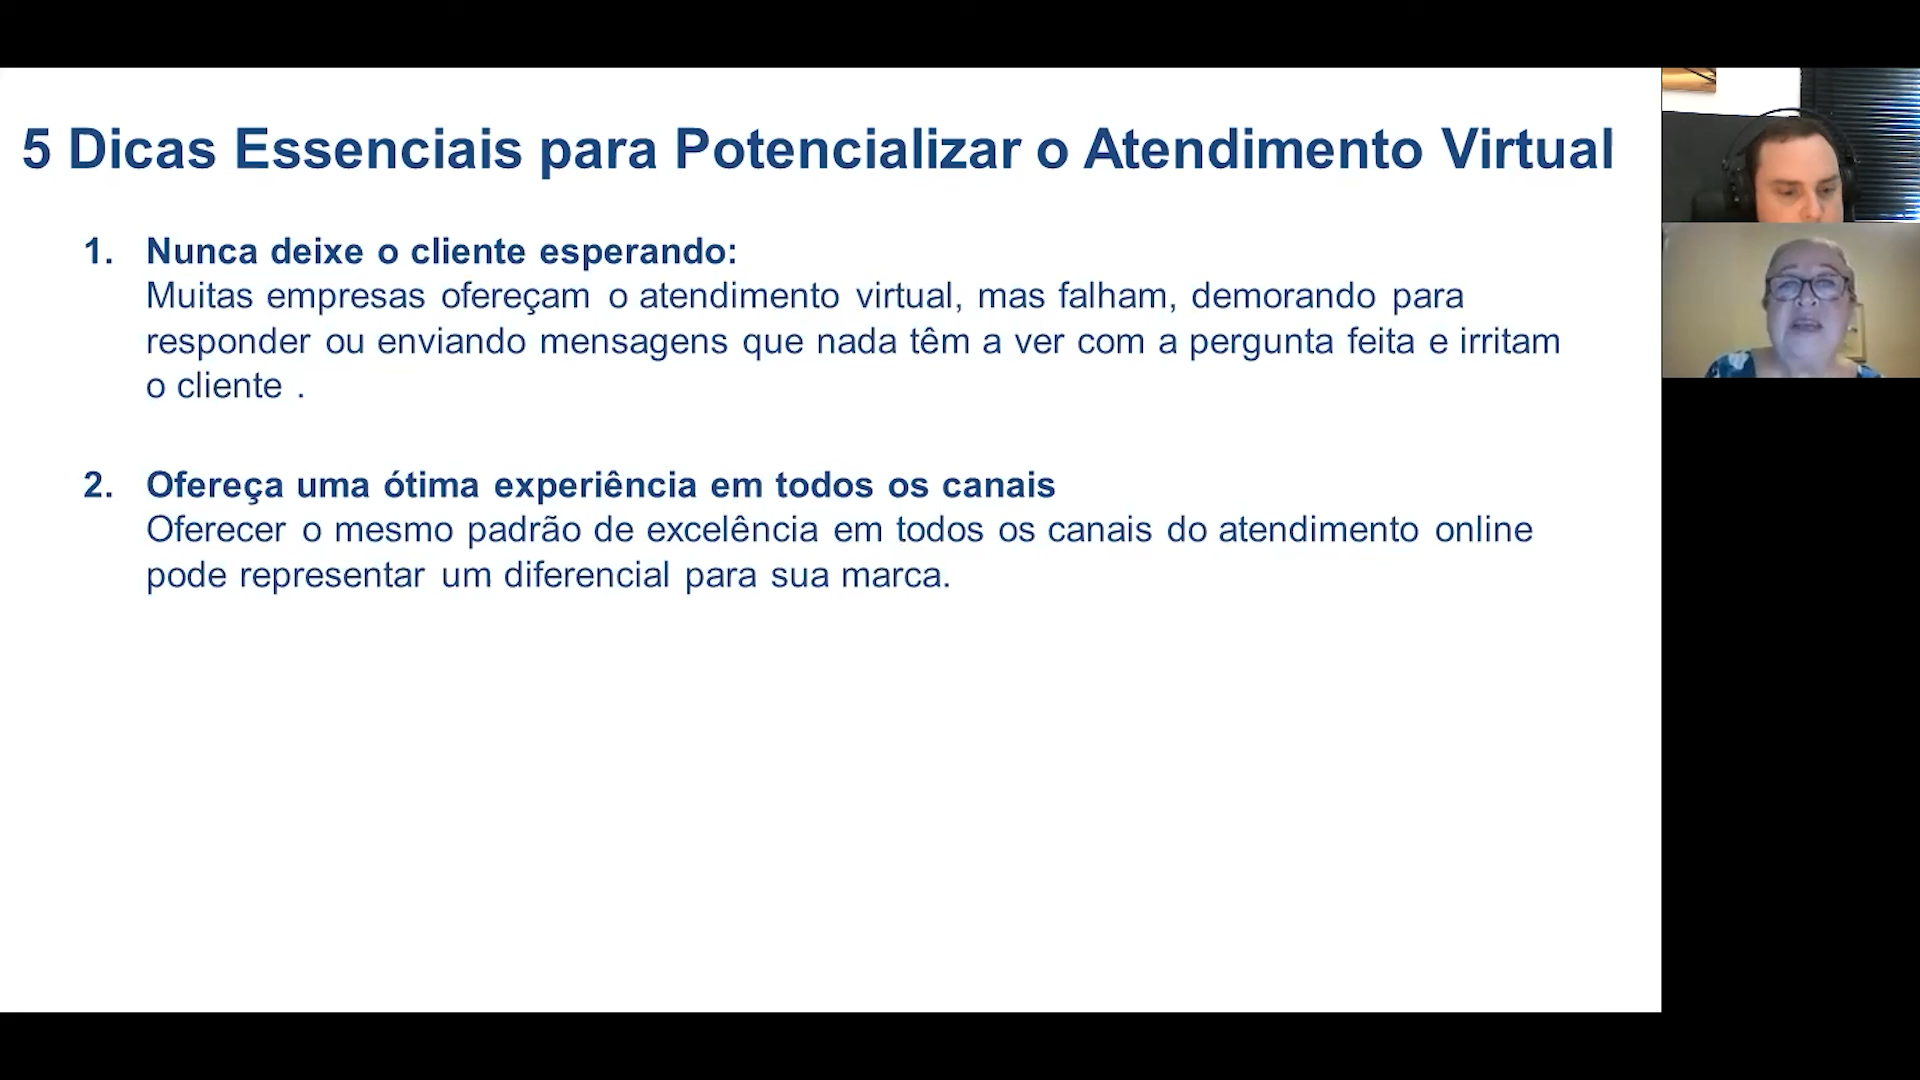 5 Dicas Essenciais para Potencializar o Atendimento Virtual
1. Nunca deixe o cliente esperando:
Muitas empresas ofereçam o atendimento virtual, mas falham, demorando para
responder ou enviando mensagens que nada têm a ver com a pergunta feita e irritam
o cliente .
2. Ofereça uma ótima experiência em todos os canais
Oferecer o mesmo padrão de excelência em todos os canais do atendimento online
pode representar um diferencial para sua marca.